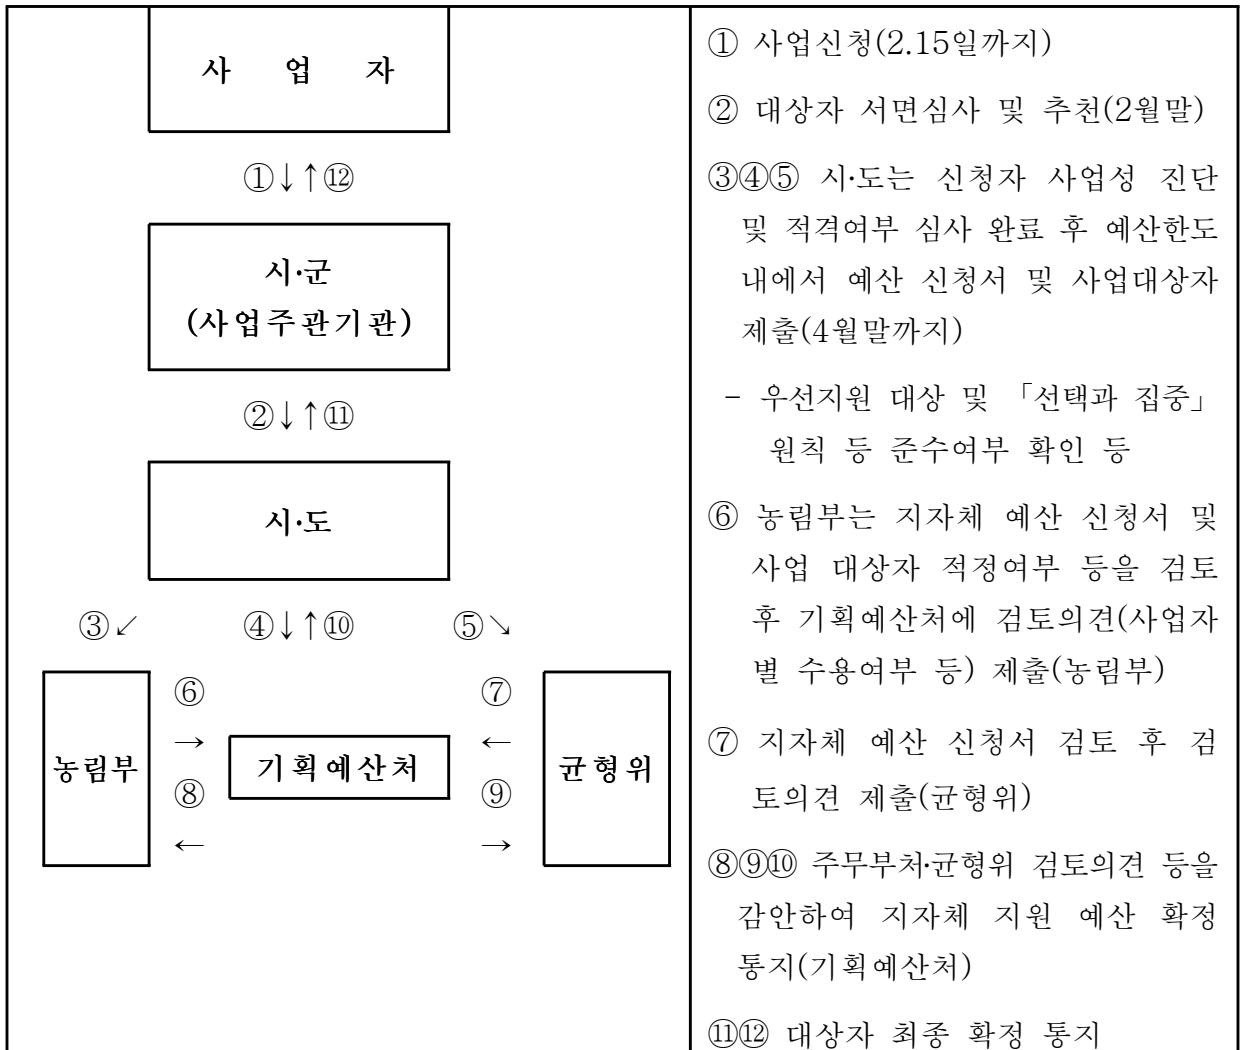 사 업 자
①↓↑⑫
시·군
(사업주관기관)
②↓↑⑪
시·도
③↙ ④↓↑⑩ ⑤↘
⑥ ⑦
→ ←
농림부 기획예산처 균형위
⑧ ⑨
← →
① 사업신청(2.15일까지)
② 대상자 서면심사 및 추천(2월말)
③④⑤ 시·도는 신청자 사업성 진단
및 적격여부 심사 완료 후 예산한도
내에서 예산 신청서 및 사업대상자
제출(4월말까지)
- 우선지원 대상 및 「선택과 집중」
원칙 등 준수여부 확인 등
⑥ 농림부는 지자체 예산 신청서 및
사업 대상자 적정여부 등을 검토
후 기획예산처에 검토의견(사업자
별 수용여부 등) 제출(농림부)
⑦ 지자체 예산 신청서 검토 후 검
토의견 제출(균형위)
⑧⑨⑩ 주무부처·균형위 검토의견 등을
감안하여 지자체 지원 예산 확정
통지(기획예산처)
⑪⑫ 대상자 최종 확정 통지